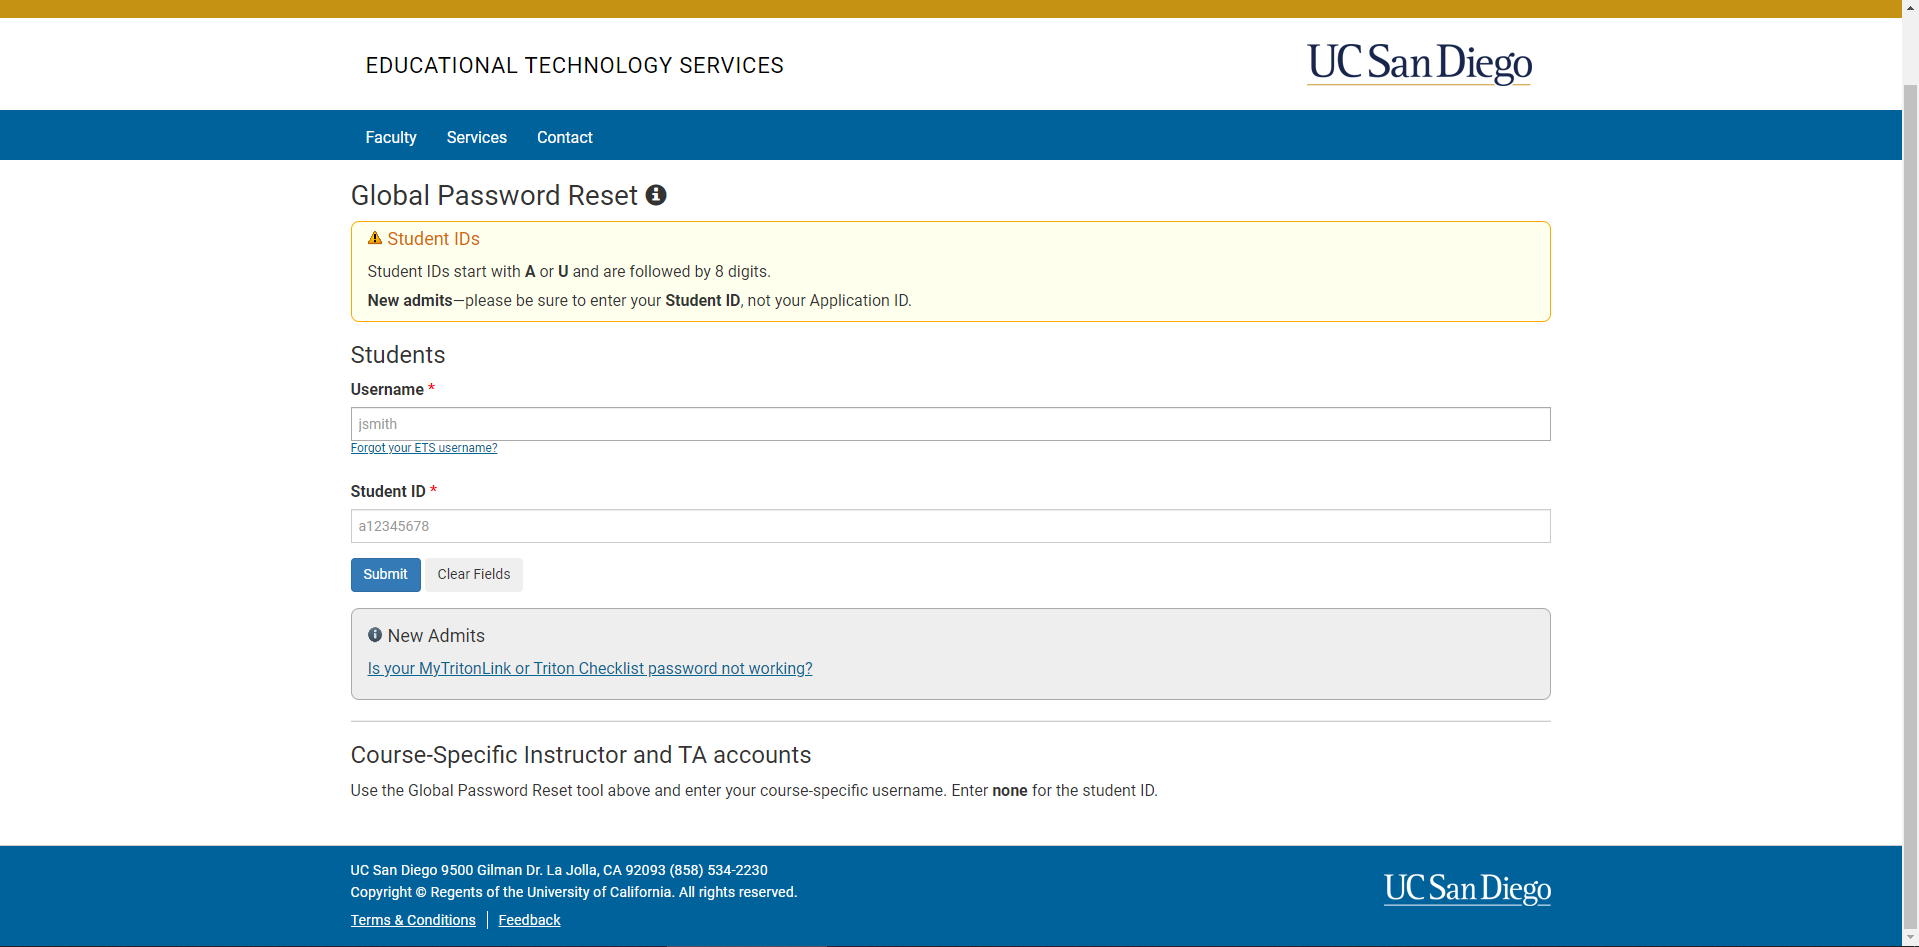 EDUCATIONAL TECHNOLOGY SERVICES
UC San Diego
Faculty Services Contact
Global Password Reset
Student IDs
Student IDs start with A or U and are followed by 8 digits.
New admits—please be sure to enter your Student ID, not your Application ID.
Students
Username *
jsmith
Forgot your ETS username?
Student ID *
a12345678
Submit Clear Fields
New Admits
Is your MyTritonLink or Triton Checklist password not working?
Course-Specific Instructor and TA accounts
Use the Global Password Reset tool above and enter your course-specific username. Enter none for the student ID.
UC San Diego 9500 Gilman Dr. La Jolla, CA 92093 (858) 534-2230
Copyright © Regents of the University of California. All rights reserved.
Terms & Conditions Feedback
UC San Diego